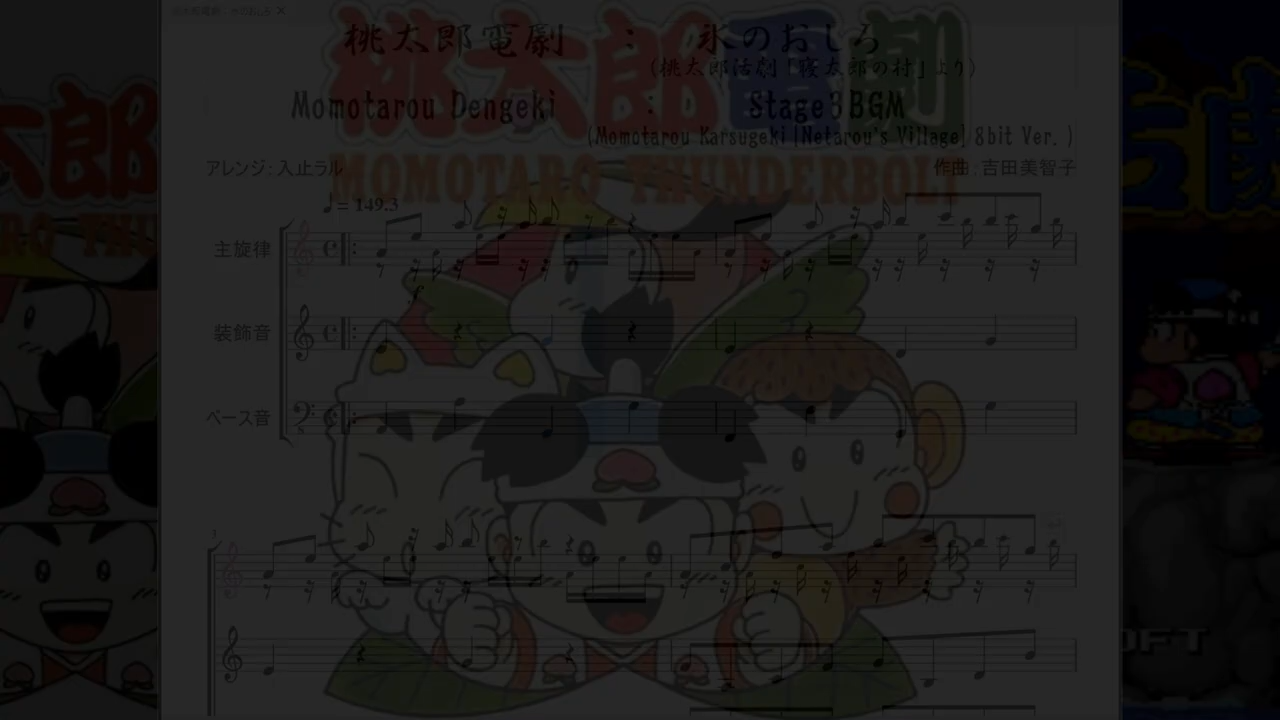 桃太郎電劇 : 氷のおしろ
(桃太郎活劇「寝太郎の村」より)
Momotarou Dengeki : Stage3BGM
(Momotarou Karsugeki [Netarou's Village] 8bit Ver. )
アレンジ: 入止ラル
作曲: 吉田美智子
桃太郎電劇
MOMOTARO THUNDERBOLT
♩= 149.3
主旋律
装飾音
ベース音
3